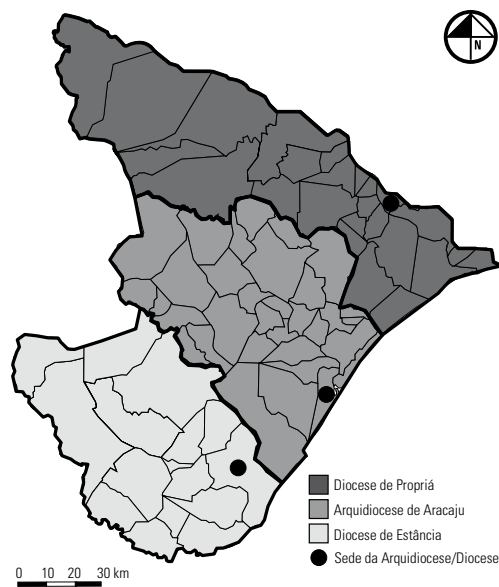 N
Diocese de Propriá
Arquidiocese de Aracaju
Diocese de Estância
Sede da Arquidiocese/Diocese
0 10 20 30 km